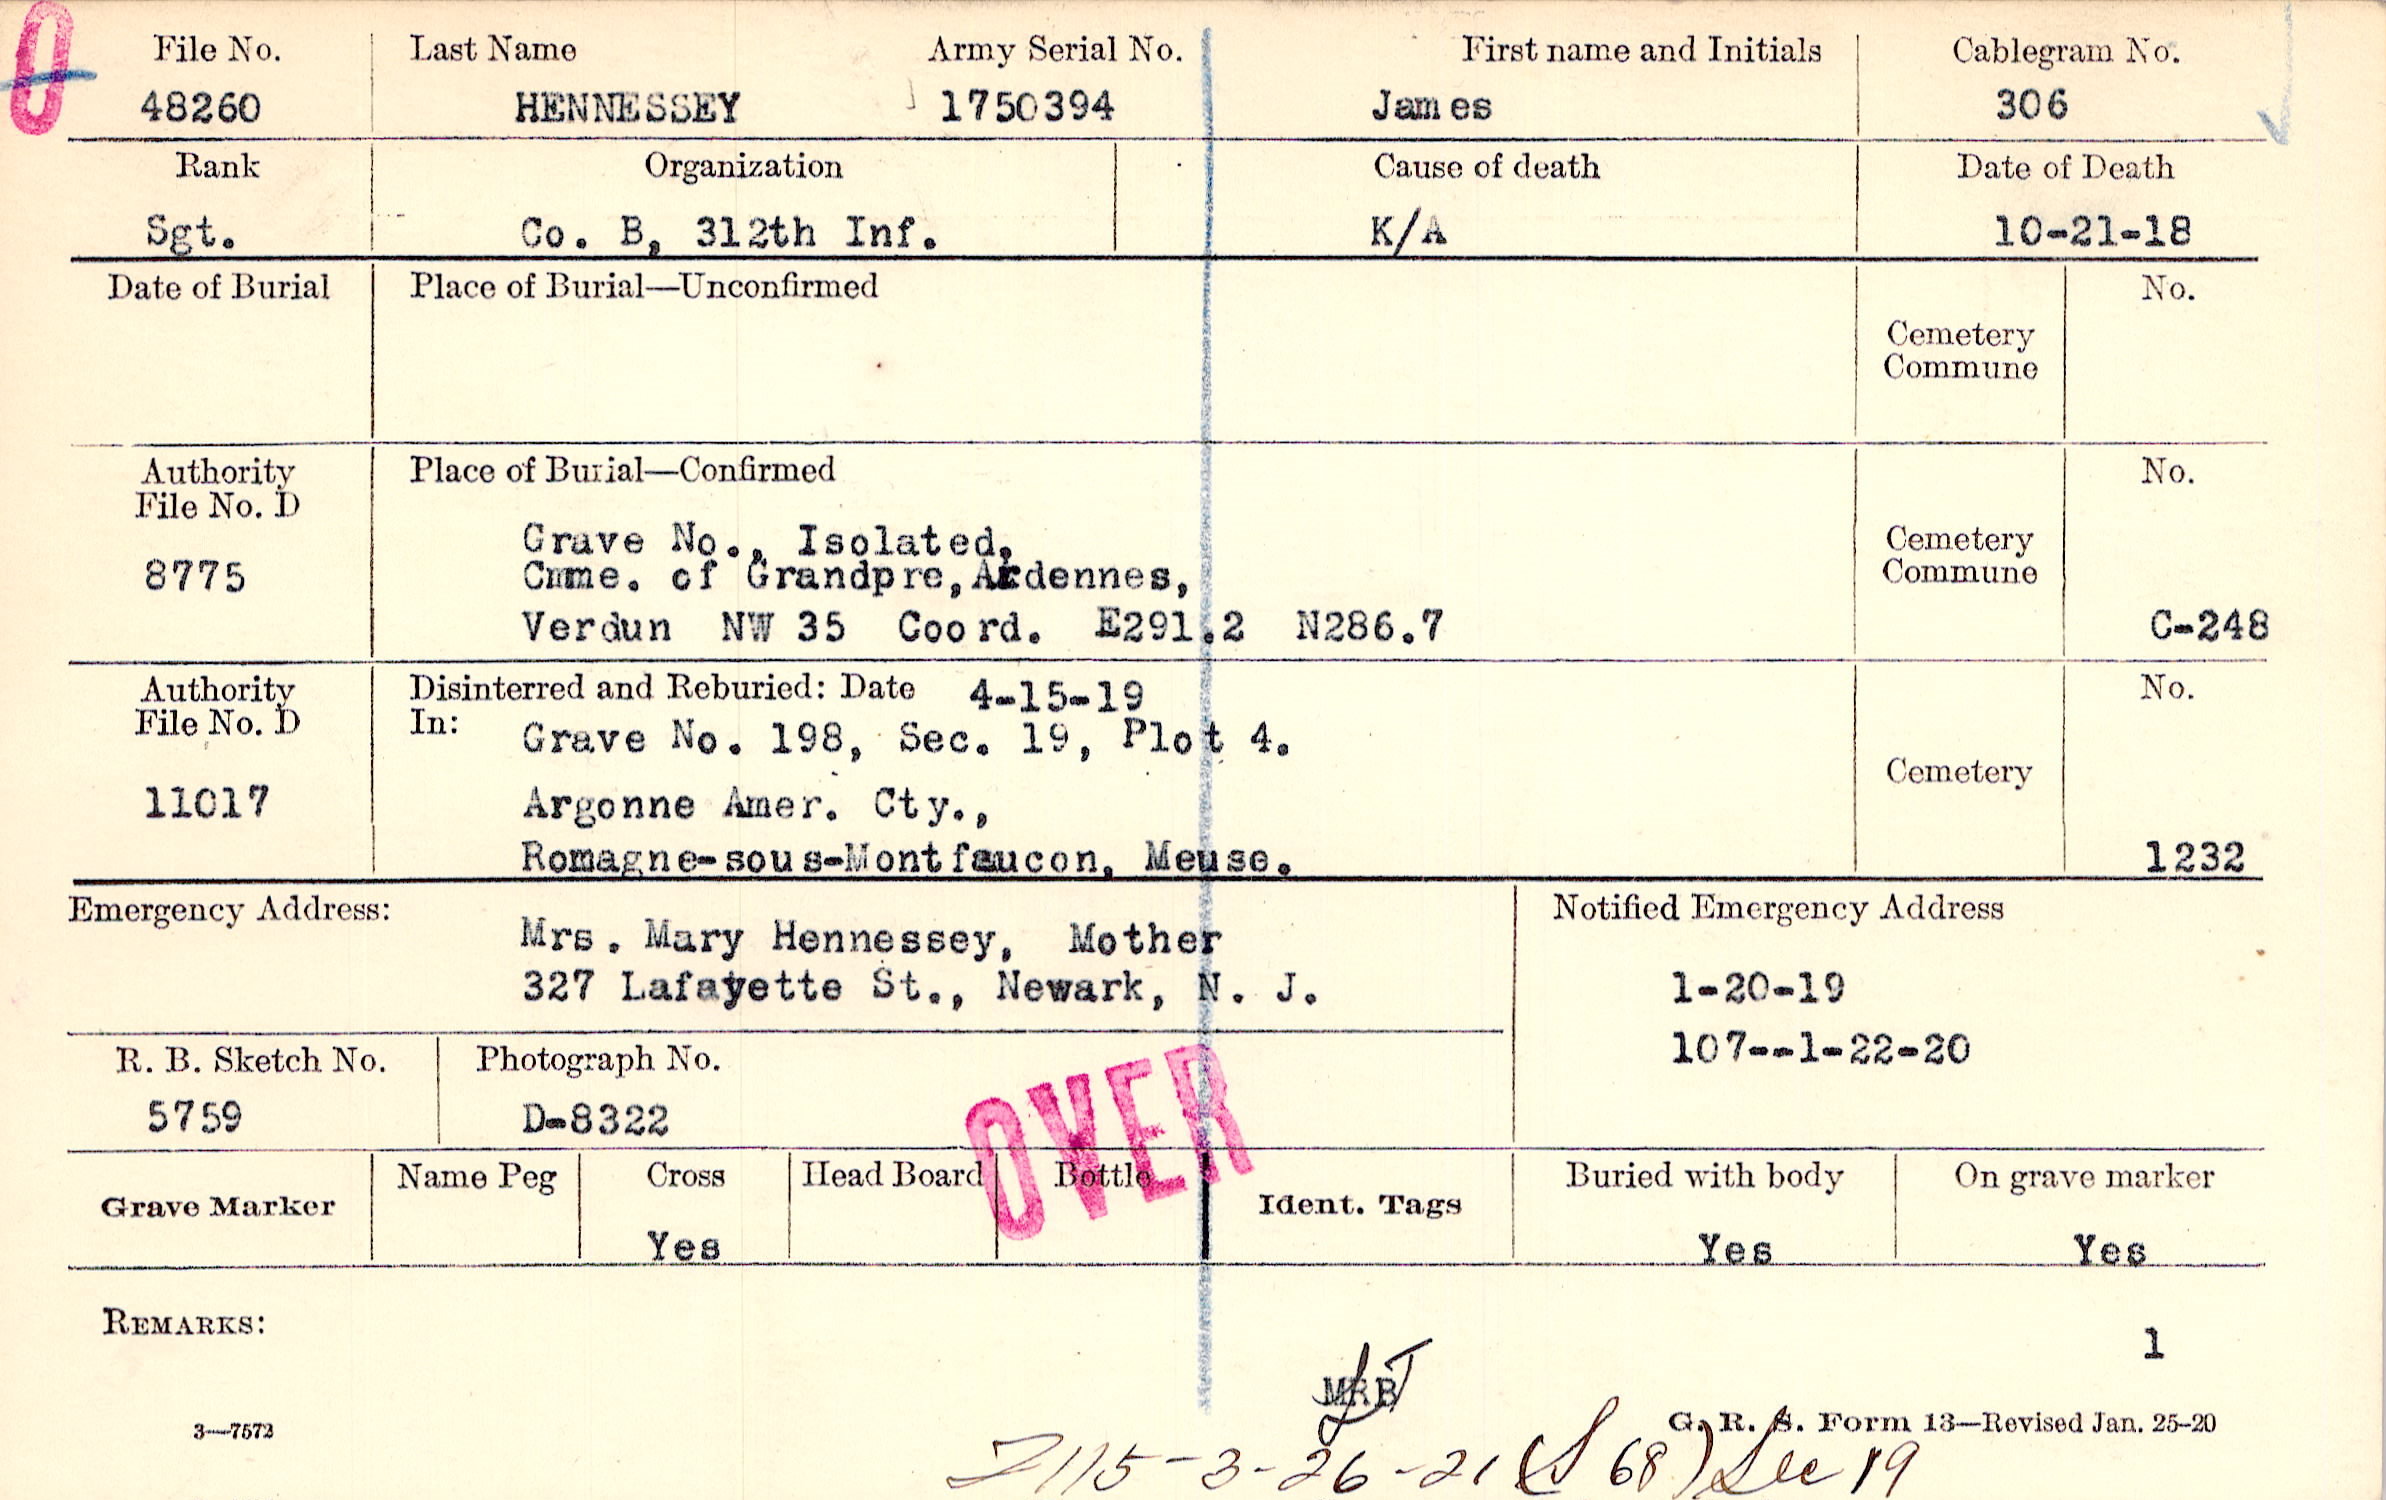 O
File No. Last Name Army Serial No. First name and Initials Cablegram No.
48260 HENNESSEY 1750394 James 306
Rank Organization Cause of death Date of Death
Sgt. Co. B, 312th Inf. K/A 10-21-18
Date of Burial Place of Burial—Unconfirmed No.
Cemetery
Commune
Authority Place of Burial—Confirmed No.
File No. D
Grave No., Isolated, Cemetery
8775 Cmme. of Grandpre, Ardennes, Commune
Verdun NW 35 Coord. E291.2 N286.7 C-248
Authority Disinterred and Reburied: Date 4-15-19 No.
File No. D In: Grave No. 198, Sec. 19, Plot 4.
Cemetery
11017 Argonne Amer. Cty.,
Romagne-sous-Montfaucon, Meuse. 1232
Emergency Address: Notified Emergency Address
Mrs. Mary Hennessey, Mother
327 Lafayette St., Newark, N. J. 1-20-19
107--1-22-20
R. B. Sketch No. Photograph No.
5759 D-8322
OVER
Name Peg Cross Head Board Bottle Buried with body On grave marker
Grave Marker Ident. Tags
Yes Yes Yes
REMARKS: 1
MRB
3—7572 G. R. S. Form 13—Revised Jan. 25-20
115-3-26-21 (S 68) Sec 19